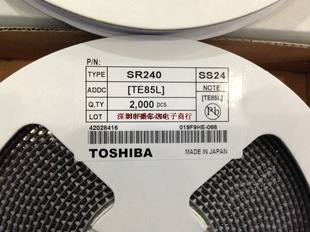 P/N:
TYPE SR240 SS24
ADDC [TE85L] NOTE
Q,TY 2,000 pcs. [TE85L]
LOT
42028416 019F9HE-066
TOSHIBA MADE IN JAPAN